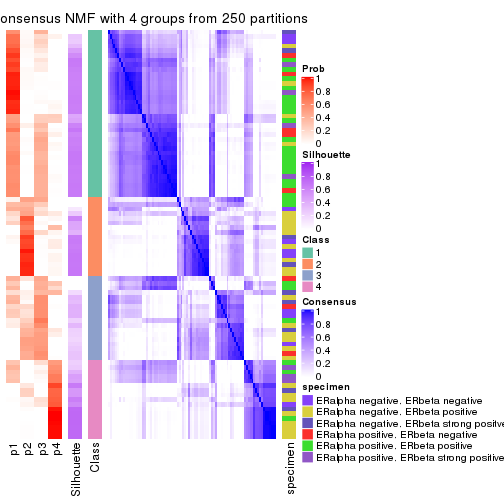 onsensus NMF with 4 groups from 250 partitions
Prob
1
0.8
0.6
0.4
0.2
0
Silhouette
1
0.8
0.6
0.4
0.2
0
Class
1
2
3
4
Consensus
1
0.8
0.6
0.4
0.2
0
specimen
ERalpha negative. ERbeta negative
ERalpha negative. ERbeta positive
ERalpha negative. ERbeta strong positive
ERalpha positive. ERbeta negative
ERalpha positive. ERbeta positive
ERalpha positive. ERbeta strong positive
p1
p2
p3
p4
Silhouette
Class
specimen